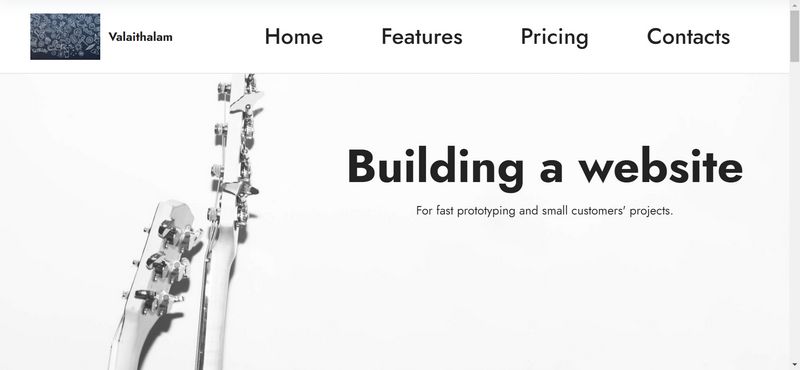 Valaithalam
Home
Features
Pricing
Contacts
Building a website
For fast prototyping and small customers' projects.